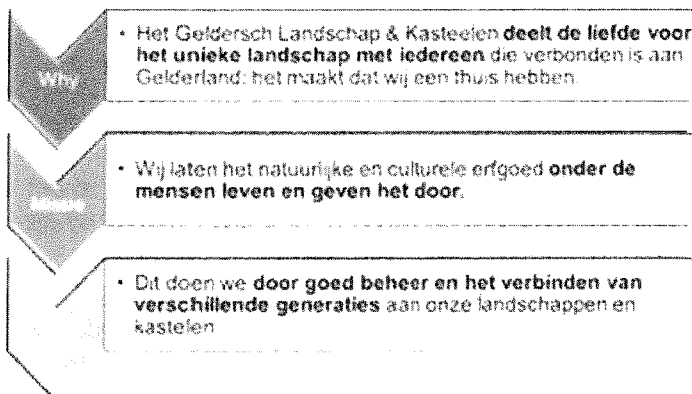 Why
• Het Geldersch Landschap & Kasteelen deelt de liefde voor
het unieke landschap met iedereen die verbonden is aan
Gelderland: het maakt dat wij een thuis hebben.
Missie
• Wij laten het natuurlijke en culturele erfgoed onder de
mensen leven en geven het door.
• Dit doen we door goed beheer en het verbinden van
verschillende generaties aan onze landschappen en
kastelen